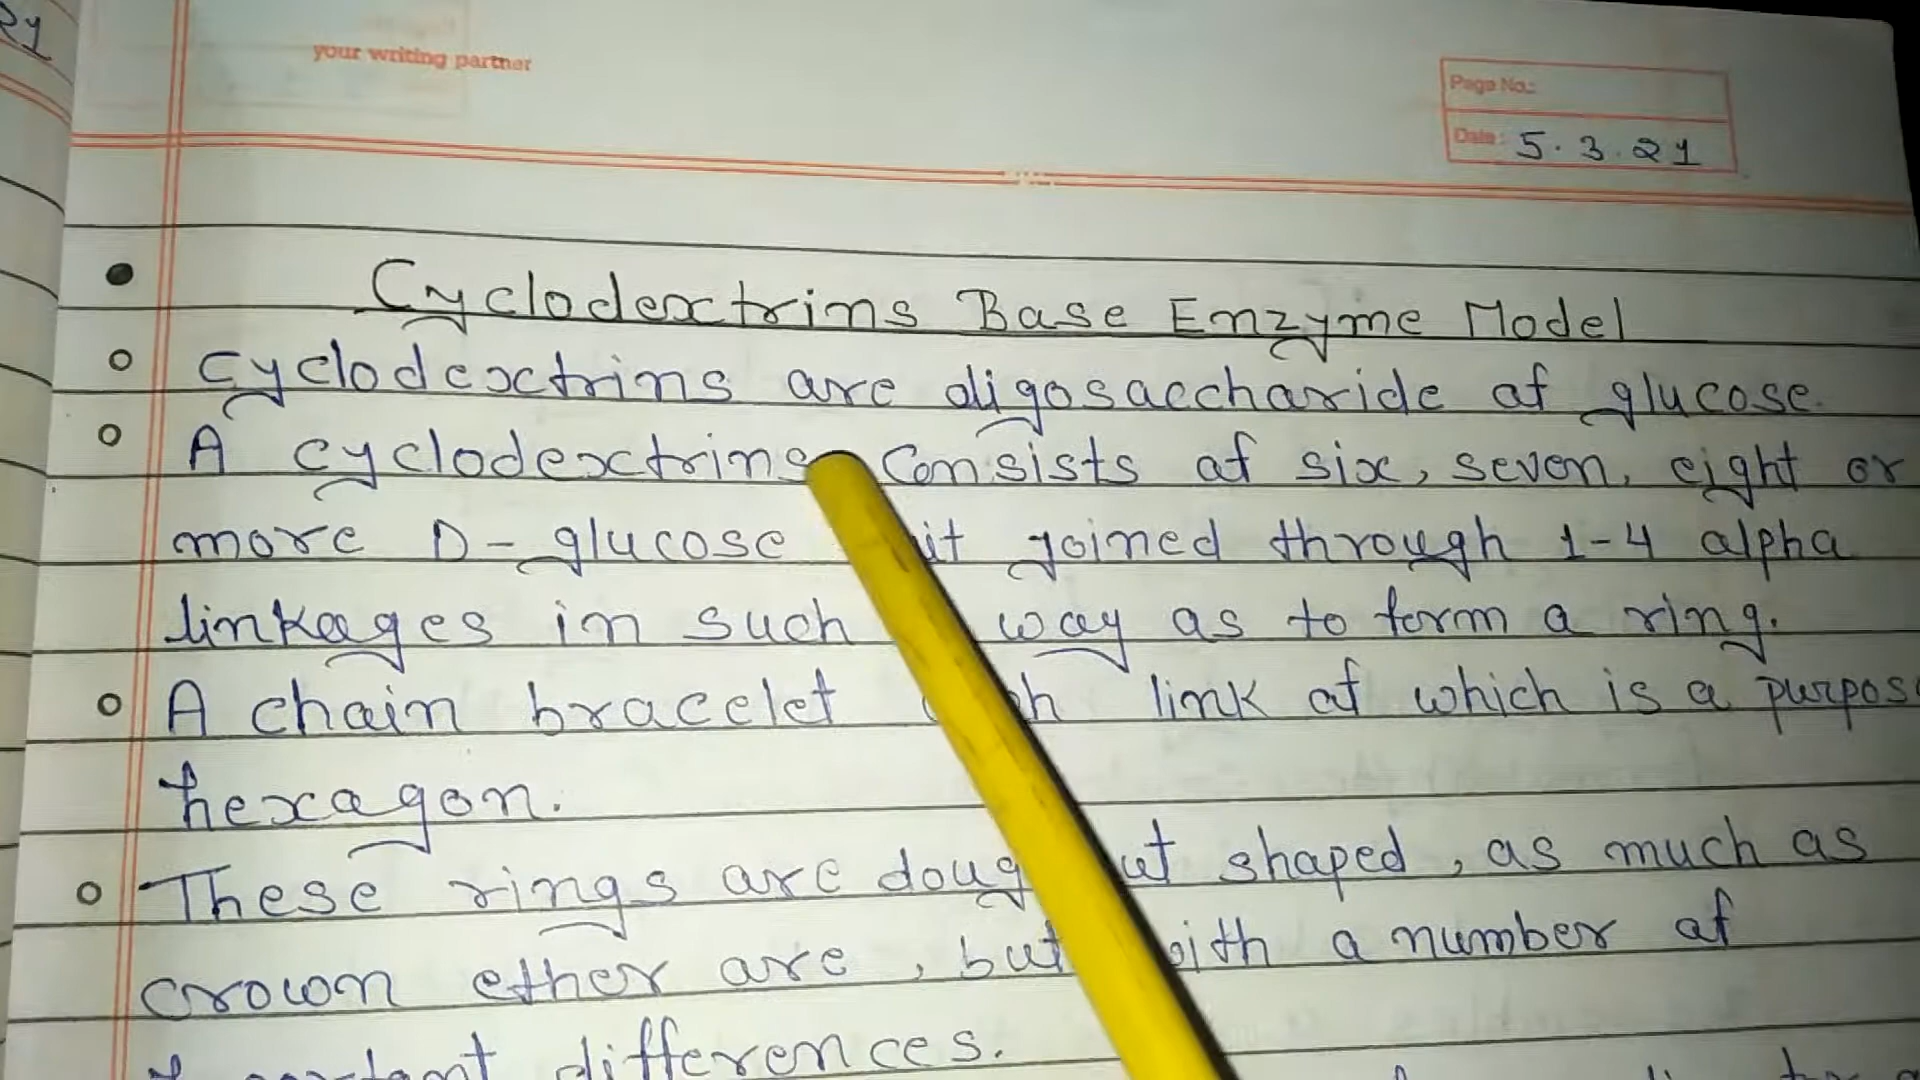 your writing partner
Page No.:
Date: 5.3.21
Cyclodextrins Base Enzyme Model
Cyclodextrins are oligosaccharide of glucose.
A cyclodextrins consists of six, seven, eight or
more D-glucose joined through 1-4 alpha
linkages in such way as to form a ring.
A chain bracelet link of which is a purpos
hexagon.
These rings are doug ut shaped, as much as
crown ether are, but with a number of
differences.